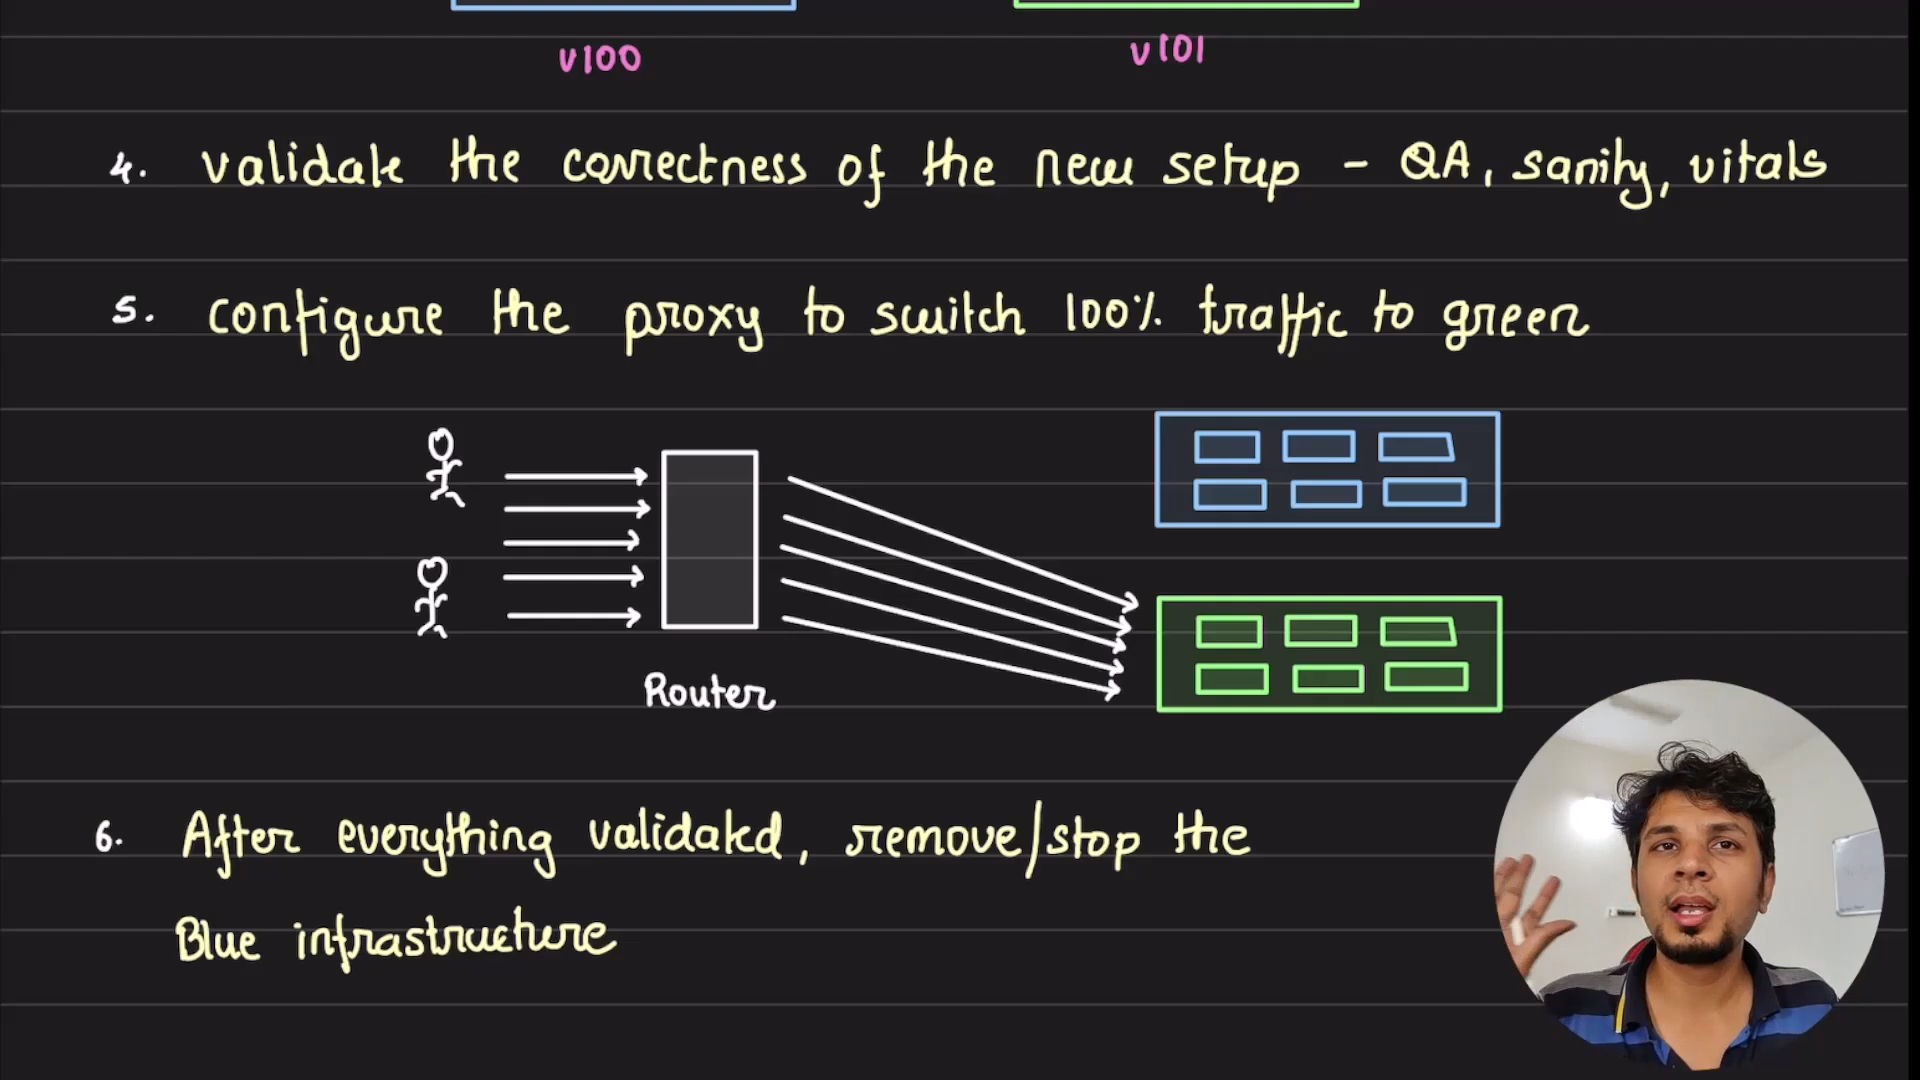 v100
v101
4. validate the correctness of the new setup - QA, sanity, vitals
5. configure the proxy to switch 100% traffic to green
Router
6. After everything validated, remove/stop the
Blue infrastructure